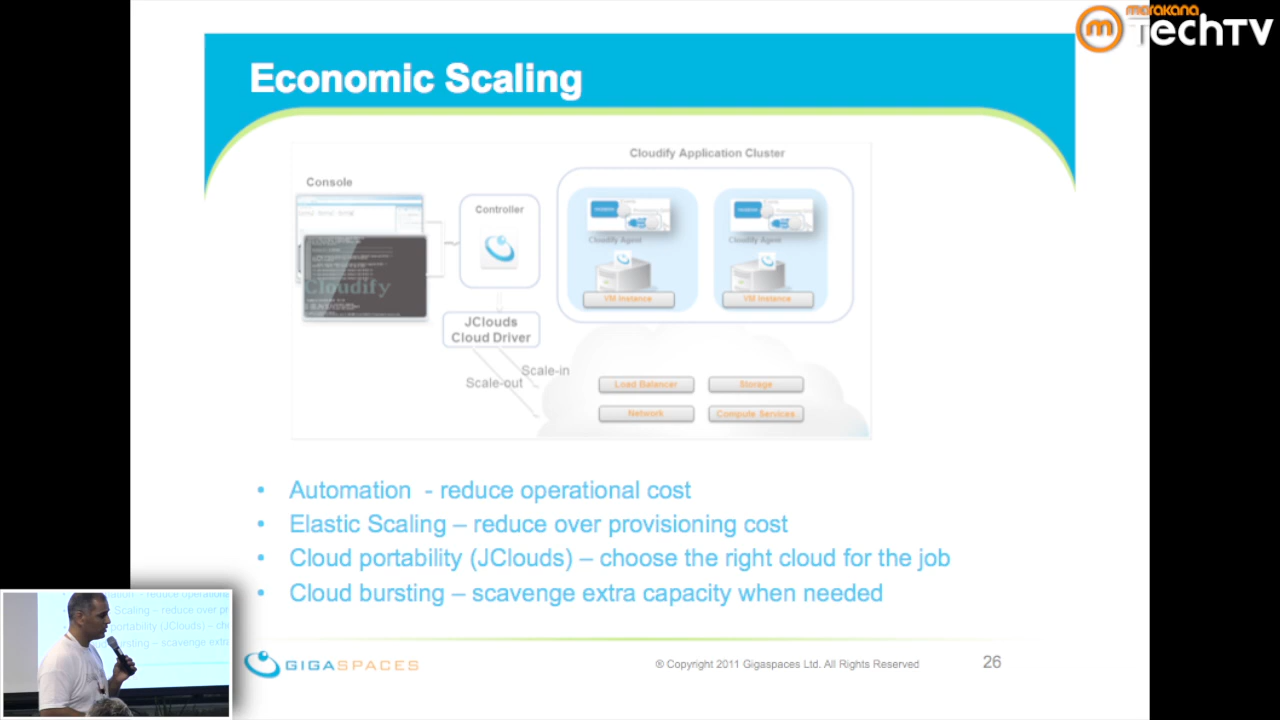 marakana
TechTV
Economic Scaling
Cloudify Application Cluster
Console
Controller
Cloudify Agent
Cloudify Agent
Cloudify
VM Instance
VM Instance
JClouds
Cloud Driver
Scale-in
Scale-out
Load Balancer
Storage
Network
Compute Services
• Automation - reduce operational cost
• Elastic Scaling – reduce over provisioning cost
• Cloud portability (JClouds) – choose the right cloud for the job
• Cloud bursting – scavenge extra capacity when needed
GIGASPACES
® Copyright 2011 Gigaspaces Ltd. All Rights Reserved
26